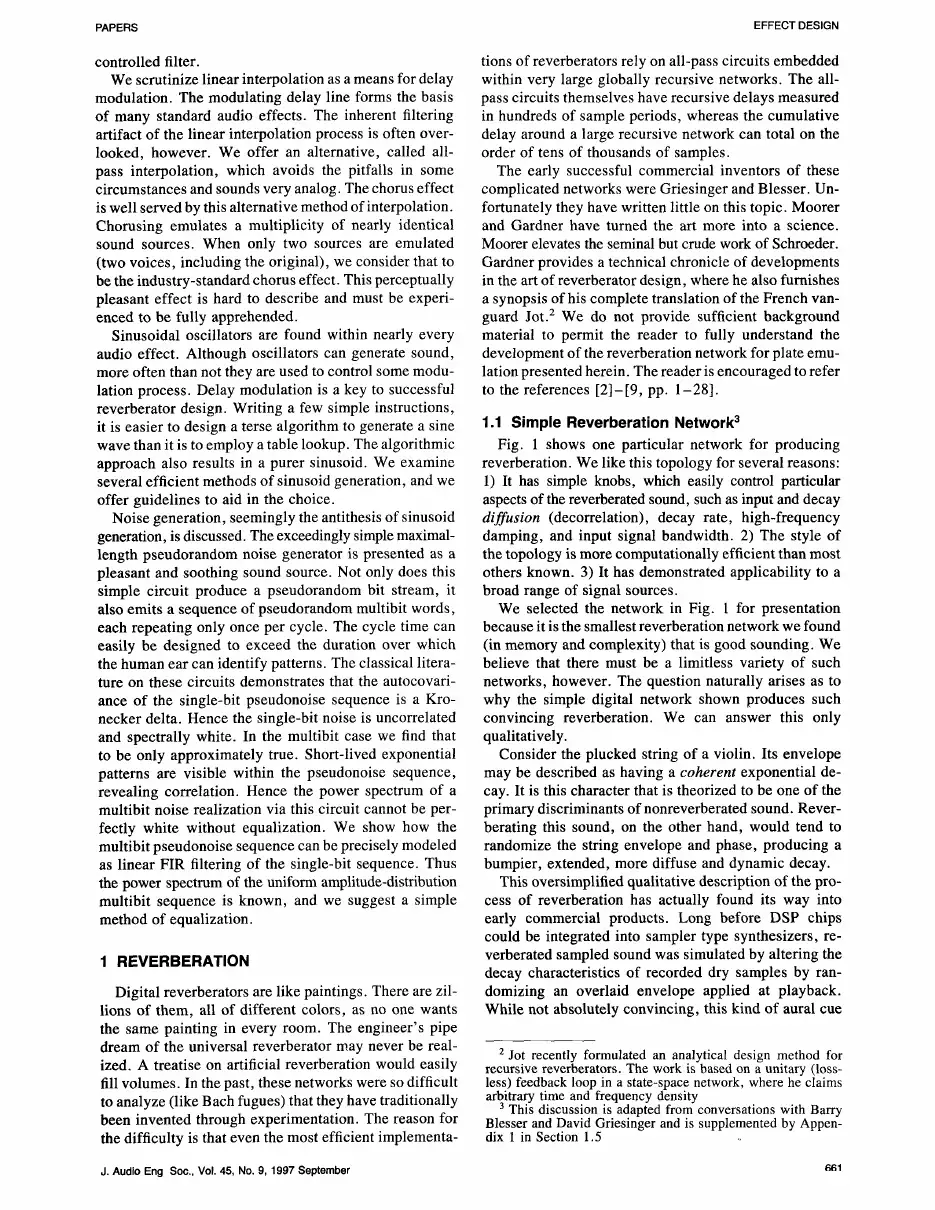 PAPERS
EFFECT DESIGN
controlled filter.
We scrutinize linear interpolation as a means for delay
modulation. The modulating delay line forms the basis
of many standard audio effects. The inherent filtering
artifact of the linear interpolation process is often over-
looked, however. We offer an alternative, called all-
pass interpolation, which avoids the pitfalls in some
circumstances and sounds very analog. The chorus effect
is well served by this alternative method of interpolation.
Chorusing emulates a multiplicity of nearly identical
sound sources. When only two sources are emulated
(two voices, including the original), we consider that to
be the industry-standard chorus effect. This perceptually
pleasant effect is hard to describe and must be experi-
enced to be fully apprehended.
Sinusoidal oscillators are found within nearly every
audio effect. Although oscillators can generate sound,
more often than not they are used to control some modu-
lation process. Delay modulation is a key to successful
reverberator design. Writing a few simple instructions,
it is easier to design a terse algorithm to generate a sine
wave than it is to employ a table lookup. The algorithmic
approach also results in a purer sinusoid. We examine
several efficient methods of sinusoid generation, and we
offer guidelines to aid in the choice.
Noise generation, seemingly the antithesis of sinusoid
generation, is discussed. The exceedingly simple maximal-
length pseudorandom noise generator is presented as a
pleasant and soothing sound source. Not only does this
simple circuit produce a pseudorandom bit stream, it
also emits a sequence of pseudorandom multibit words,
each repeating only once per cycle. The cycle time can
easily be designed to exceed the duration over which
the human ear can identify patterns. The classical litera-
ture on these circuits demonstrates that the autocovari-
ance of the single-bit pseudonoise sequence is a Kro-
necker delta. Hence the single-bit noise is uncorrelated
and spectrally white. In the multibit case we find that
to be only approximately true. Short-lived exponential
patterns are visible within the pseudonoise sequence,
revealing correlation. Hence the power spectrum of a
multibit noise realization via this circuit cannot be per-
fectly white without equalization. We show how the
multibit pseudonoise sequence can be precisely modeled
as linear FIR filtering of the single-bit sequence. Thus
the power spectrum of the uniform amplitude-distribution
multibit sequence is known, and we suggest a simple
method of equalization.
1 REVERBERATION
Digital reverberators are like paintings. There are zil-
lions of them, all of different colors, as no one wants
the same painting in every room. The engineer's pipe
dream of the universal reverberator may never be real-
ized. A treatise on artificial reverberation would easily
fill volumes. In the past, these networks were so difficult
to analyze (like Bach fugues) that they have traditionally
been invented through experimentation. The reason for
the difficulty is that even the most efficient implementa-
tions of reverberators rely on all-pass circuits embedded
within very large globally recursive networks. The all-
pass circuits themselves have recursive delays measured
in hundreds of sample periods, whereas the cumulative
delay around a large recursive network can total on the
order of tens of thousands of samples.
The early successful commercial inventors of these
complicated networks were Griesinger and Blesser. Un-
fortunately they have written little on this topic. Moorer
and Gardner have turned the art more into a science.
Moorer elevates the seminal but crude work of Schroeder.
Gardner provides a technical chronicle of developments
in the art of reverberator design, where he also furnishes
a synopsis of his complete translation of the French van-
guard Jot.2 We do not provide sufficient background
material to permit the reader to fully understand the
development of the reverberation network for plate emu-
lation presented herein. The reader is encouraged to refer
to the references [2]–[9, pp. 1–28].
1.1 Simple Reverberation Network3
Fig. 1 shows one particular network for producing
reverberation. We like this topology for several reasons:
1) It has simple knobs, which easily control particular
aspects of the reverberated sound, such as input and decay
diffusion (decorrelation), decay rate, high-frequency
damping, and input signal bandwidth. 2) The style of
the topology is more computationally efficient than most
others known. 3) It has demonstrated applicability to a
broad range of signal sources.
We selected the network in Fig. 1 for presentation
because it is the smallest reverberation network we found
(in memory and complexity) that is good sounding. We
believe that there must be a limitless variety of such
networks, however. The question naturally arises as to
why the simple digital network shown produces such
convincing reverberation. We can answer this only
qualitatively.
Consider the plucked string of a violin. Its envelope
may be described as having a coherent exponential de-
cay. It is this character that is theorized to be one of the
primary discriminants of nonreverberated sound. Rever-
berating this sound, on the other hand, would tend to
randomize the string envelope and phase, producing a
bumpier, extended, more diffuse and dynamic decay.
This oversimplified qualitative description of the pro-
cess of reverberation has actually found its way into
early commercial products. Long before DSP chips
could be integrated into sampler type synthesizers, re-
verberated sampled sound was simulated by altering the
decay characteristics of recorded dry samples by ran-
domizing an overlaid envelope applied at playback.
While not absolutely convincing, this kind of aural cue
2 Jot recently formulated an analytical design method for
recursive reverberators. The work is based on a unitary (loss-
less) feedback loop in a state-space network, where he claims
arbitrary time and frequency density
3 This discussion is adapted from conversations with Barry
Blesser and David Griesinger and is supplemented by Appen-
dix 1 in Section 1.5
J. Audio Eng Soc., Vol. 45, No. 9, 1997 September
661